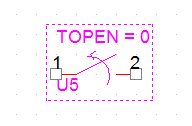 TOPEN = 0
1 2
U5